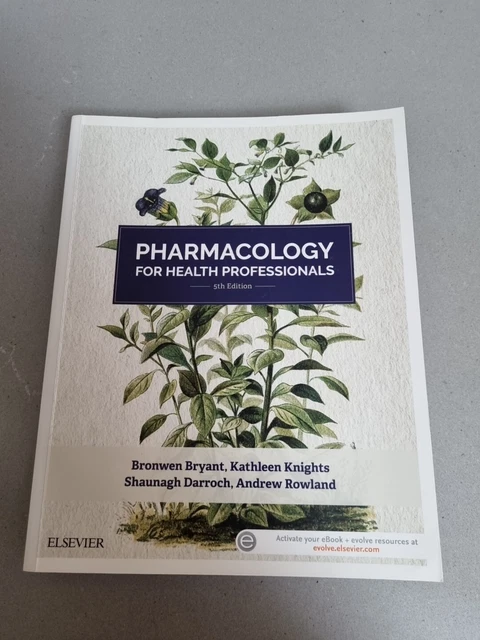 PHARMACOLOGY
FOR HEALTH PROFESSIONALS
5th Edition
Bronwen Bryant, Kathleen Knights
Shaunagh Darroch, Andrew Rowland
ELSEVIER
e
Activate your eBook + evolve resources at
evolve.elsevier.com